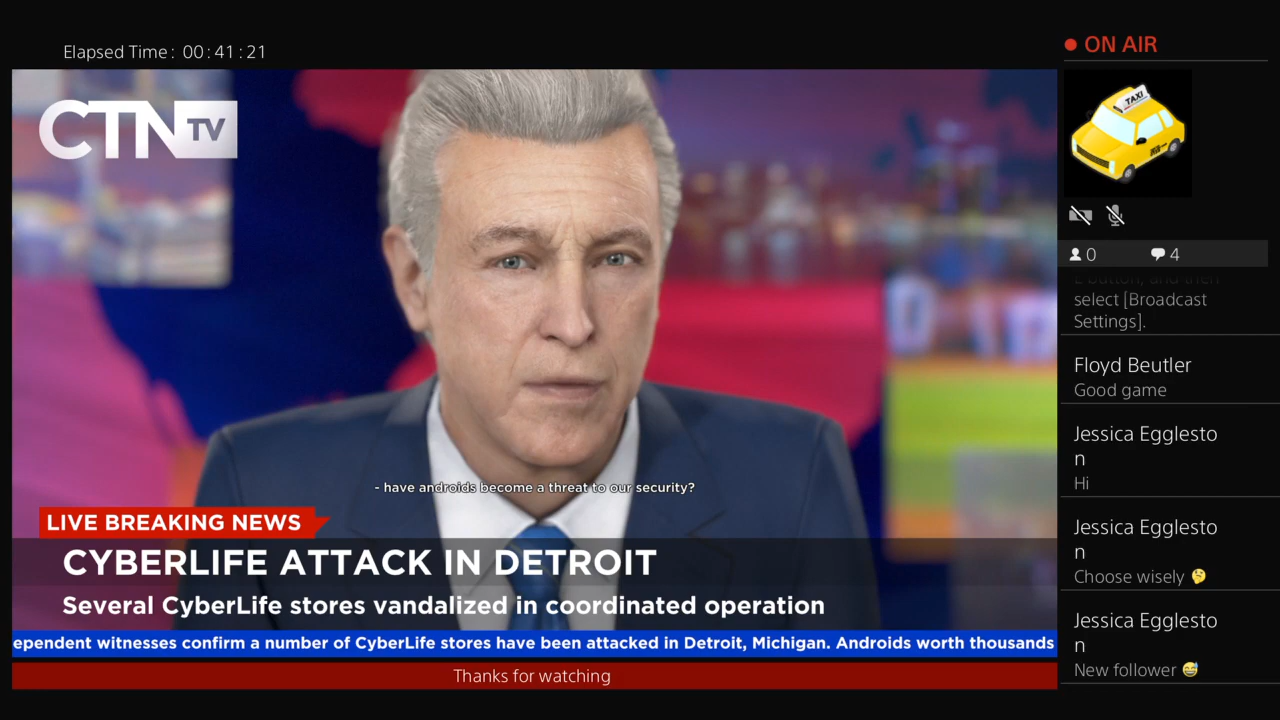 Elapsed Time: 00:41:21
ON AIR
CTN TV
TAXI
0
4
select [Broadcast
Settings].
Floyd Beutler
Good game
Jessica Egglesto
n
Hi
Jessica Egglesto
n
Choose wisely 🤔
Jessica Egglesto
n
New follower 😅
- have androids become a threat to our security?
LIVE BREAKING NEWS
CYBERLIFE ATTACK IN DETROIT
Several CyberLife stores vandalized in coordinated operation
ependent witnesses confirm a number of CyberLife stores have been attacked in Detroit, Michigan. Androids worth thousands
Thanks for watching